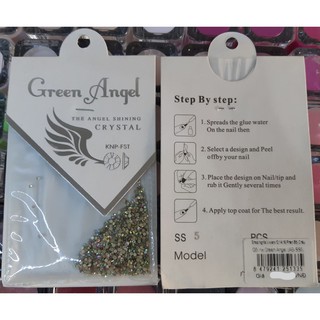 Green Angel
THE ANGEL SHINING
CRYSTAL
KNP-F51
Step By step:
1. Spreads the glue water
On the nail then
2. Select a design and Peel
offby your nail
3. Place the design on Nail/tip and
rub it Gently several times
4. Apply top coat for The best result.
SS 5
PCS
Model